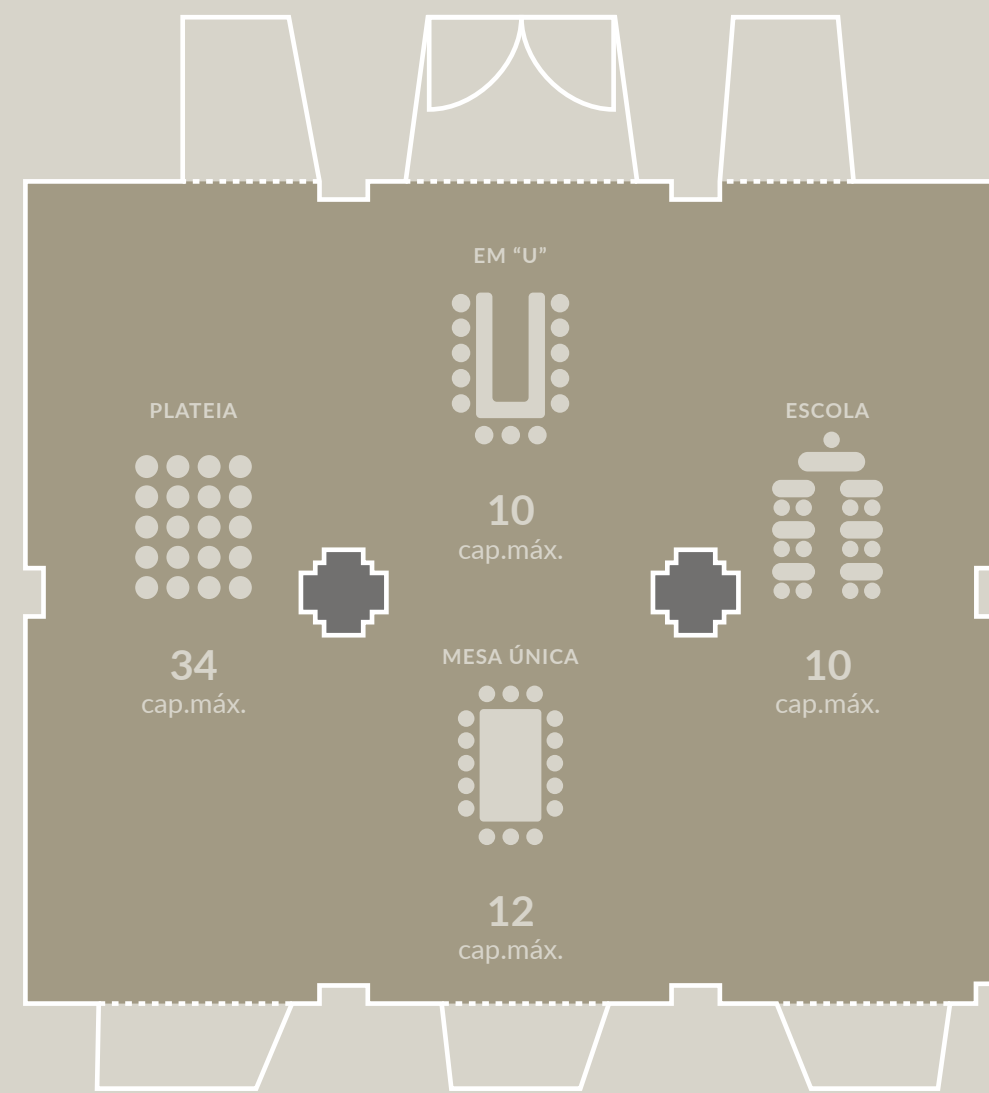 EM “U”
10
cap.máx.
PLATEIA
34
cap.máx.
ESCOLA
10
cap.máx.
MESA ÚNICA
12
cap.máx.